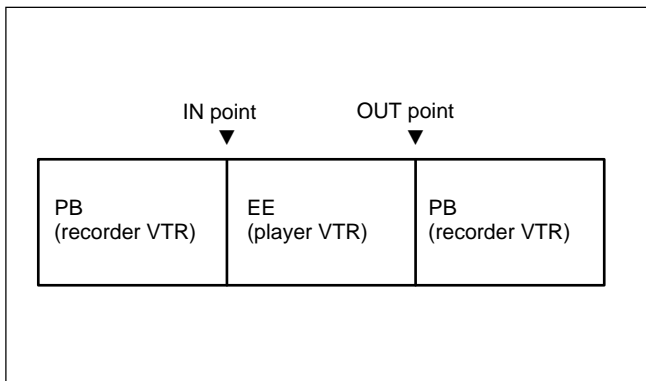 IN point
OUT point
▼
▼
PB
(recorder VTR)
EE
(player VTR)
PB
(recorder VTR)